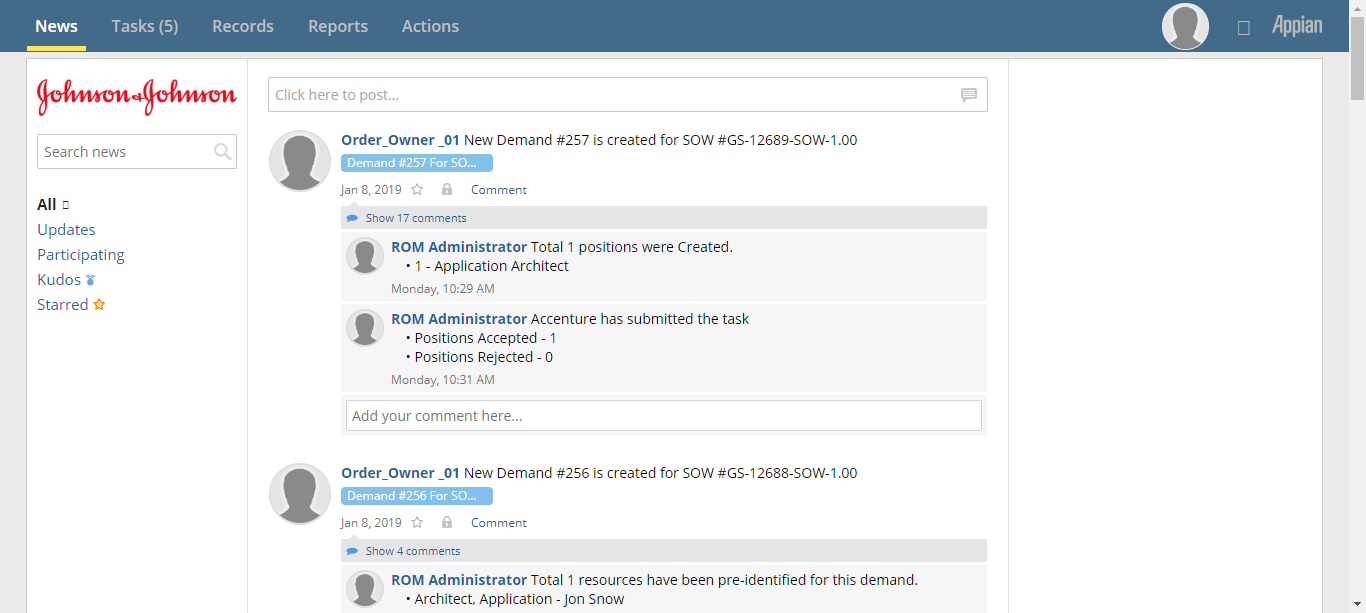 News Tasks (5) Records Reports Actions Appian
Johnson & Johnson
Search news
All
Updates
Participating
Kudos
Starred
Click here to post...
Order_Owner _01 New Demand #257 is created for SOW #GS-12689-SOW-1.00
Demand #257 For SO...
Jan 8, 2019 Comment
Show 17 comments
ROM Administrator Total 1 positions were Created.
• 1 - Application Architect
Monday, 10:29 AM
ROM Administrator Accenture has submitted the task
• Positions Accepted - 1
• Positions Rejected - 0
Monday, 10:31 AM
Add your comment here...
Order_Owner _01 New Demand #256 is created for SOW #GS-12688-SOW-1.00
Demand #256 For SO...
Jan 8, 2019 Comment
Show 4 comments
ROM Administrator Total 1 resources have been pre-identified for this demand.
• Architect, Application - Jon Snow